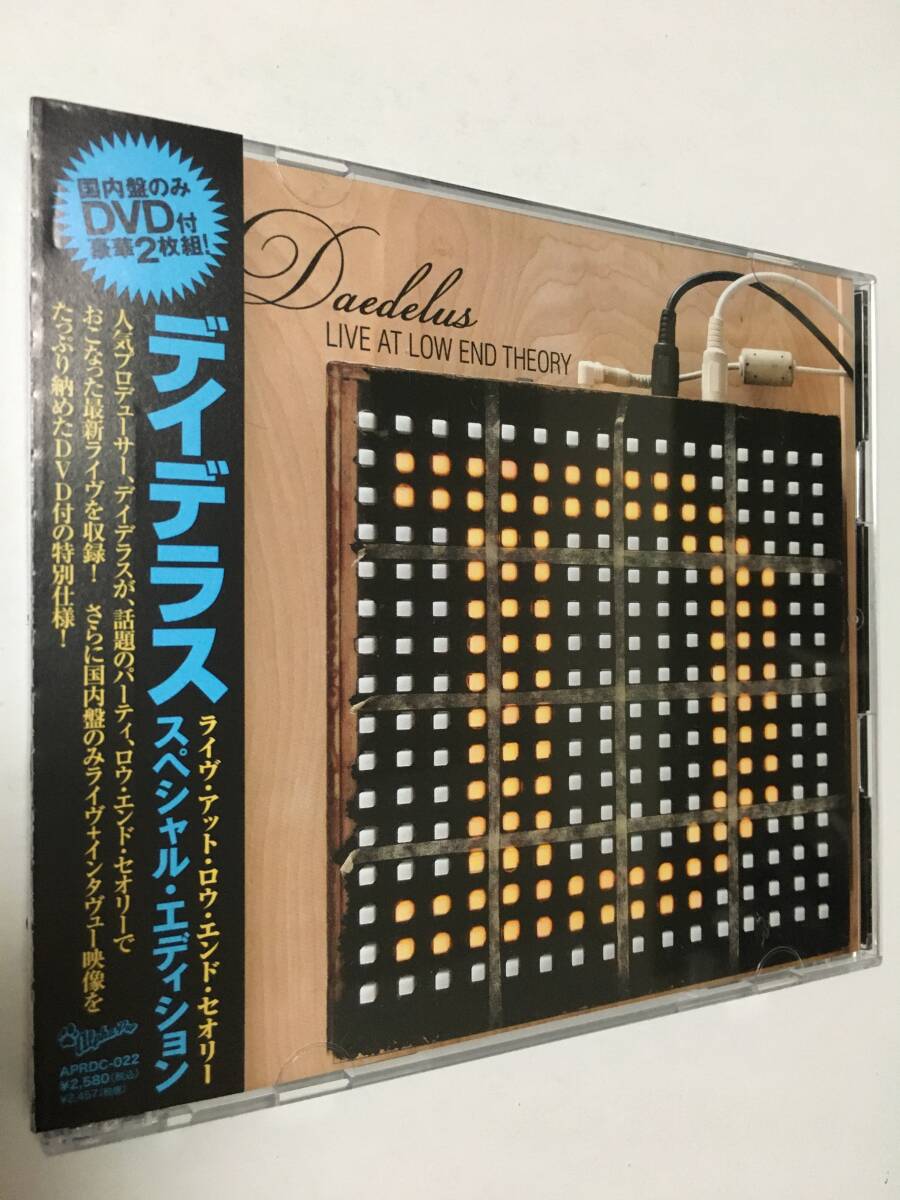 国内盤のみ
DVD付
豪華2枚組!
デイデラス
ライヴ・アット・ロウ・エンド・セオリー
スペシャル・エディション
人気プロデューサー、デイデラスが、話題のパーティ、ロウ・エンド・セオリーで
おこなった最新ライヴを収録! さらに国内盤のみライヴ+インタヴュー映像を
たっぷり納めたDVD付の特別仕様!
Alpha Pup
APRDC-022
¥2,580(税込)
¥2,457(税抜)
Daedelus
LIVE AT LOW END THEORY